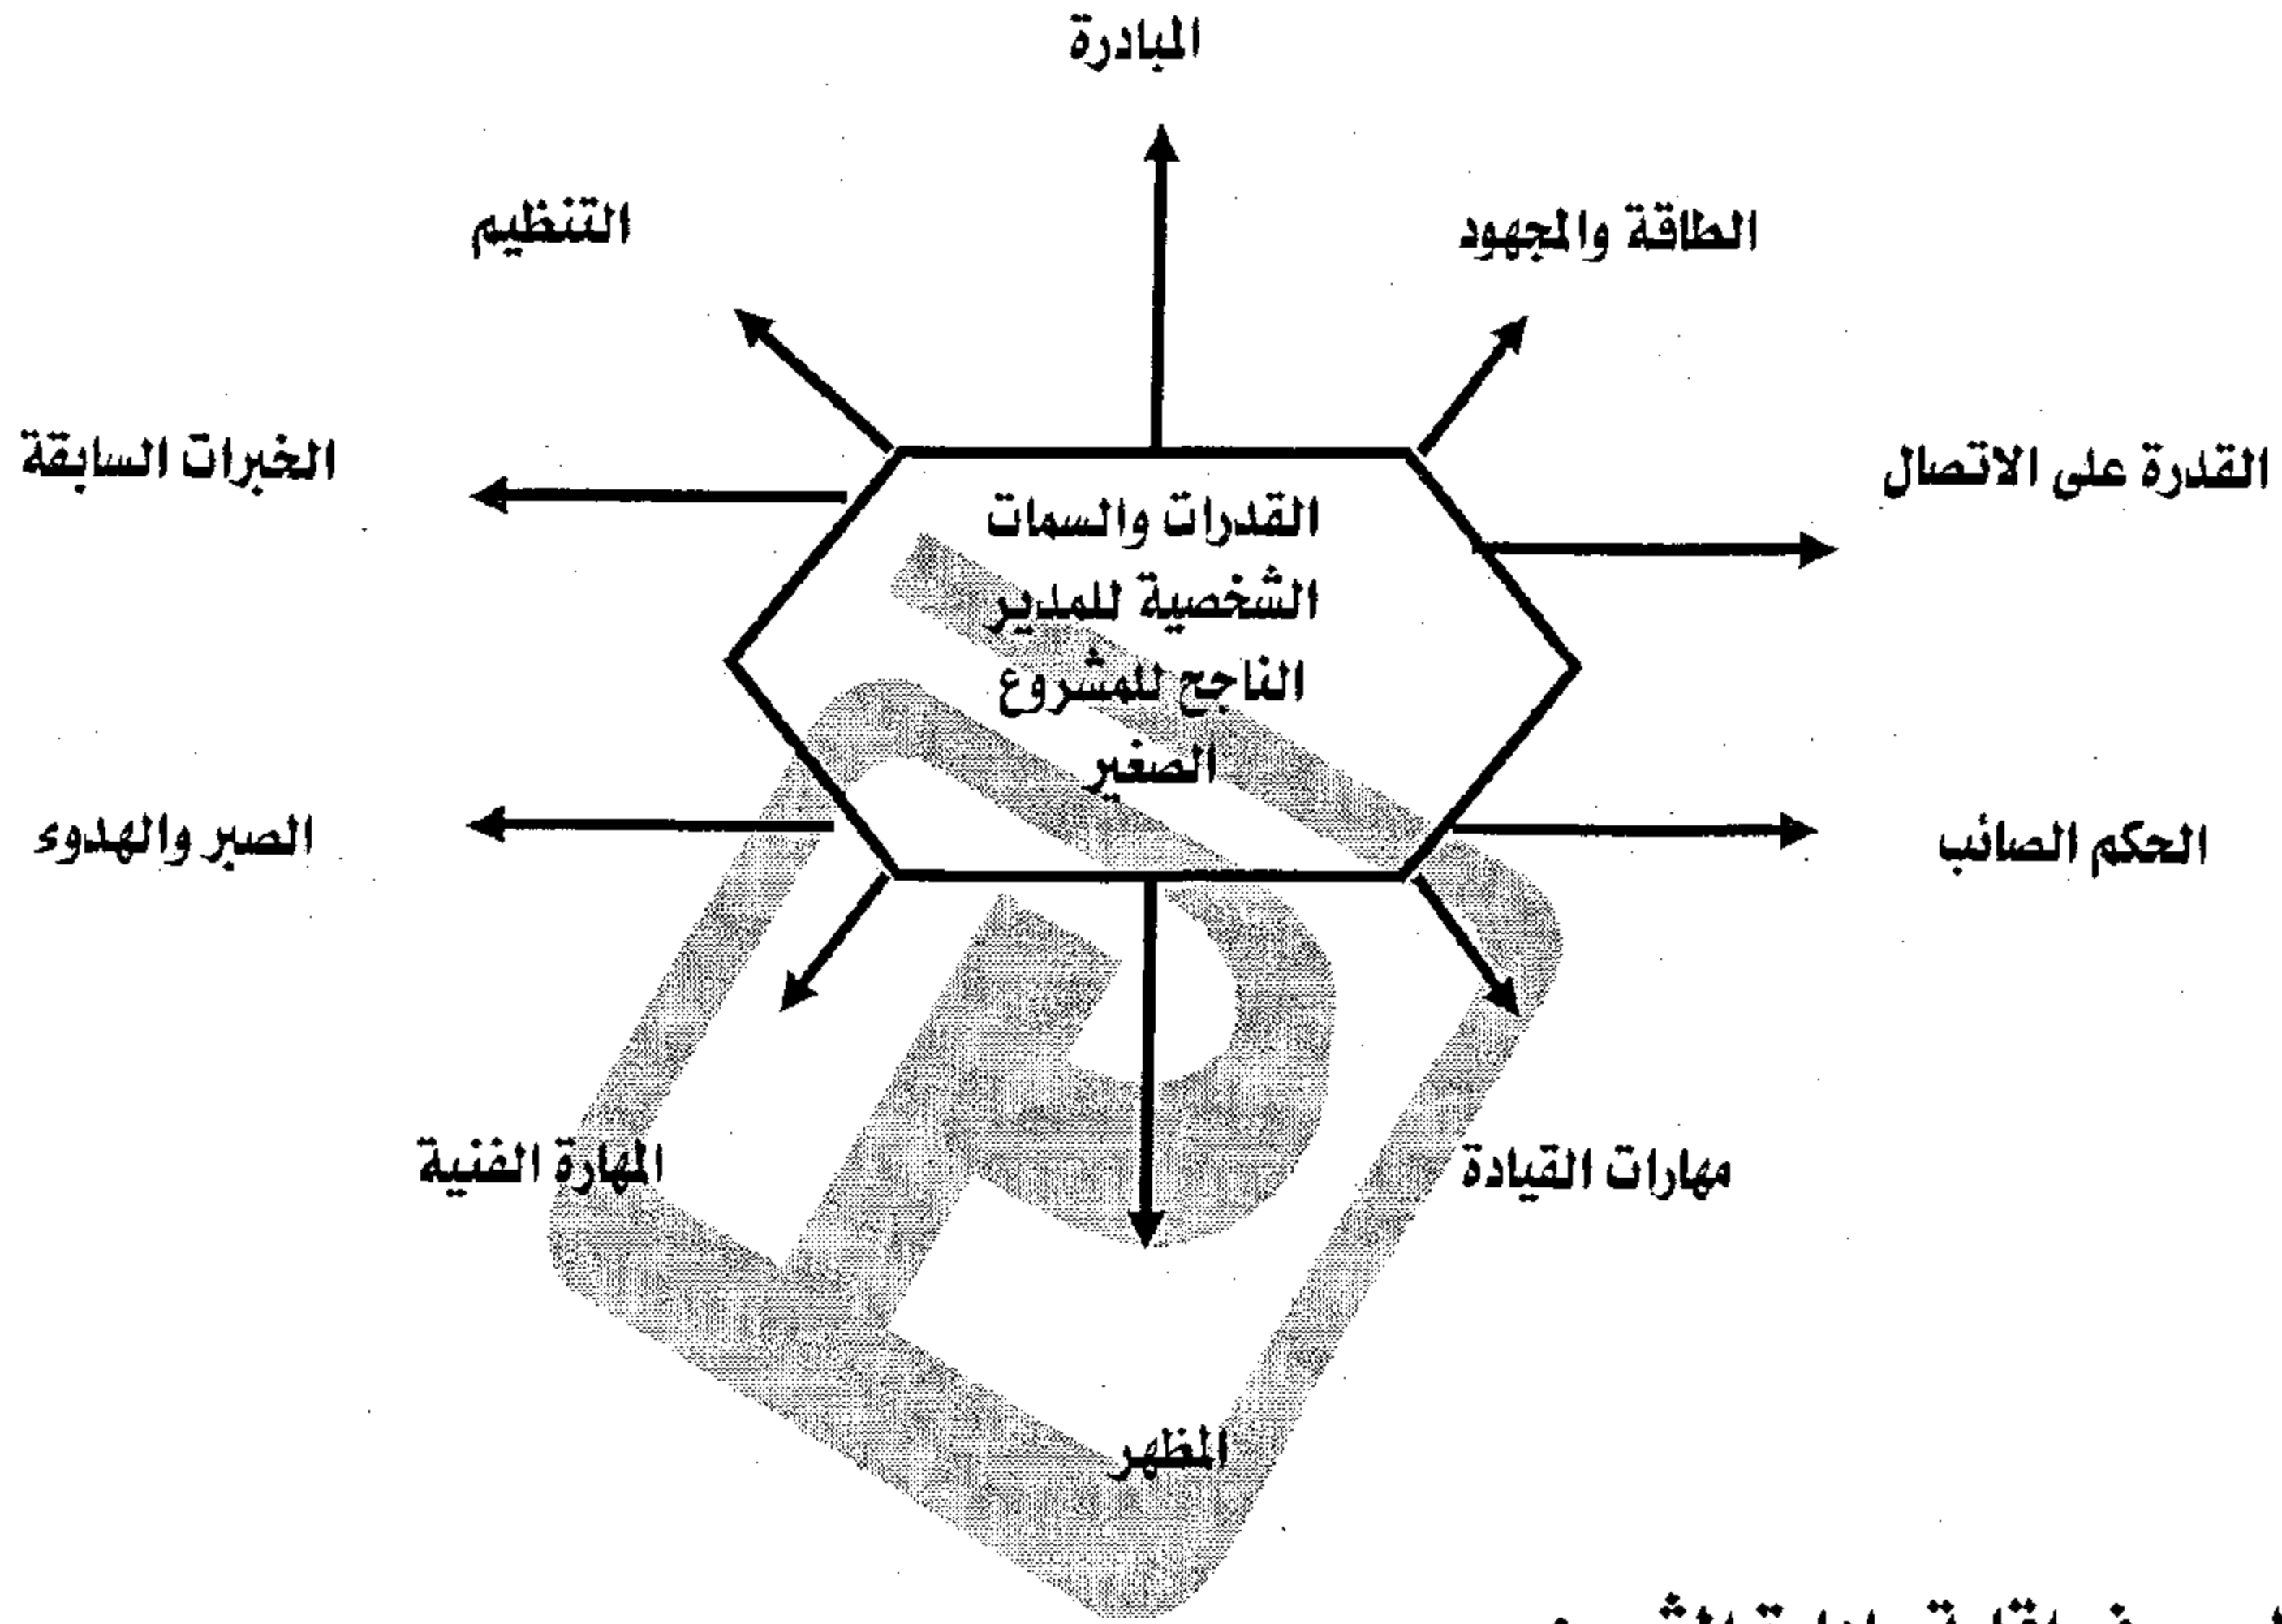 المبادرة
الطاقة والمجهود
التنظيم
القدرة على الاتصال
الخبرات السابقة
القدرات والسمات
الشخصية للمدير
الناجح للمشروع
الصغير
الحكم الصائب
الصبر والهدوء
مهارات القيادة
المهارة الفنية
المظهر